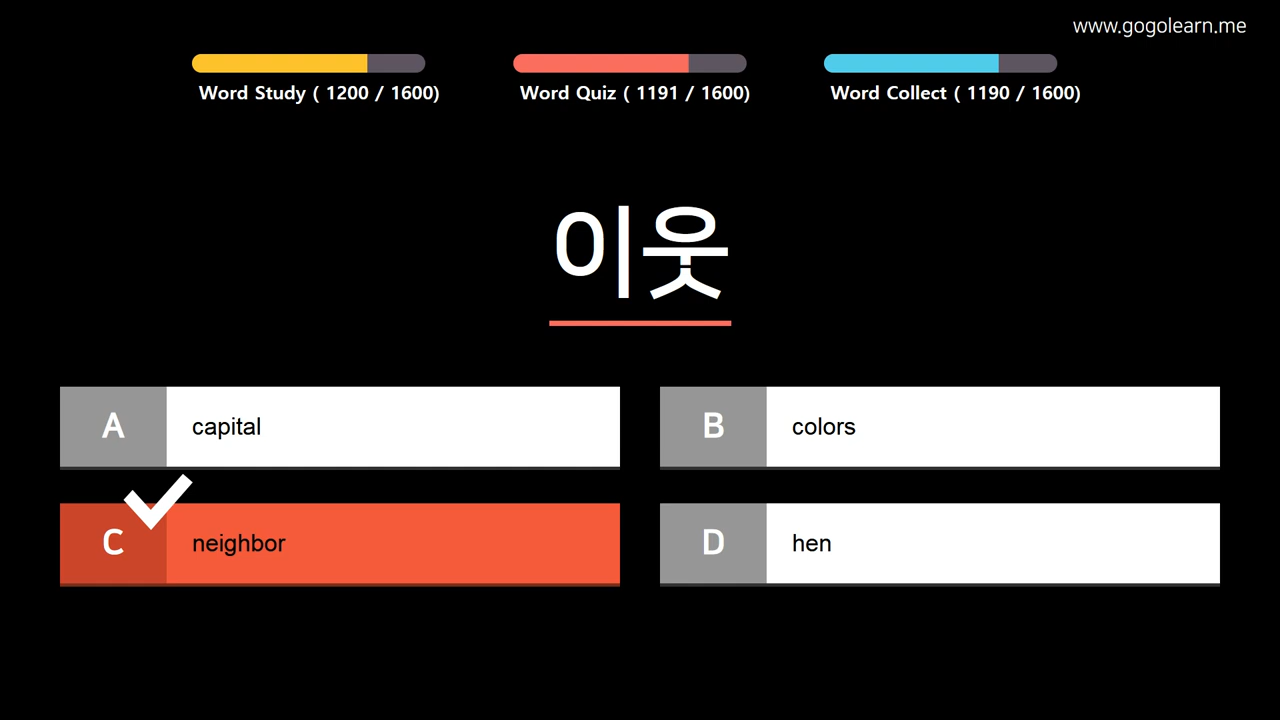 www.gogolearn.me
Word Study ( 1200 / 1600) Word Quiz ( 1191 / 1600) Word Collect ( 1190 / 1600)
이웃
A capital
B colors
C neighbor
D hen